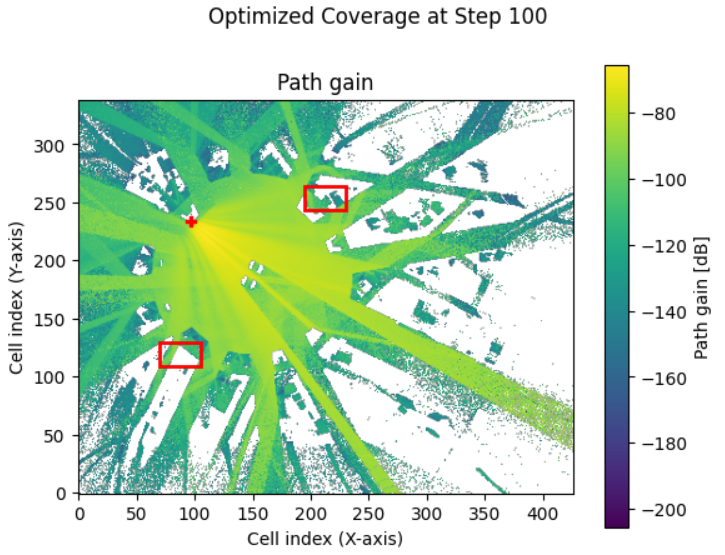 Optimized Coverage at Step 100
Path gain
300
250
200
150
100
50
0
Cell index (Y-axis)
0 50 100 150 200 250 300 350 400
Cell index (X-axis)
−80
−100
−120
−140
−160
−180
−200
Path gain [dB]